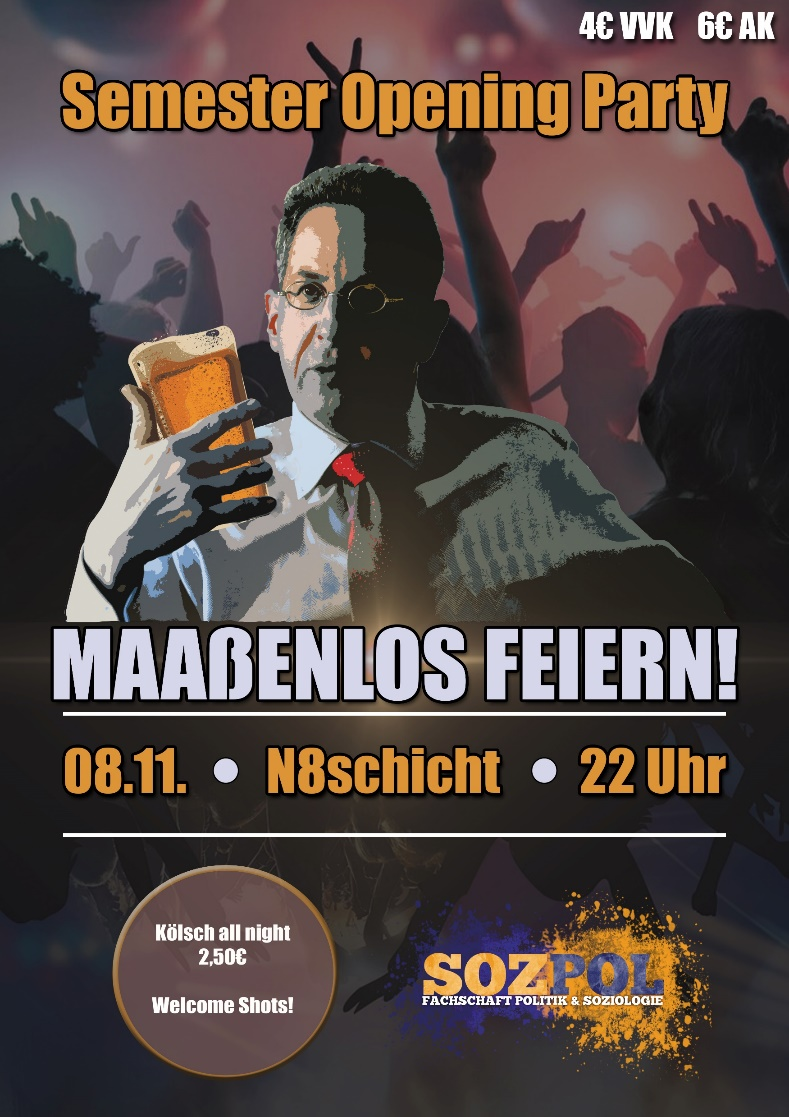 4€ VVK 6€ AK
Semester Opening Party
MAAßENLOS FEIERN!
08.11. • N8schicht • 22 Uhr
Kölsch all night
2,50€
Welcome Shots!
SOZPOL
FACHSCHAFT POLITIK & SOZIOLOGIE